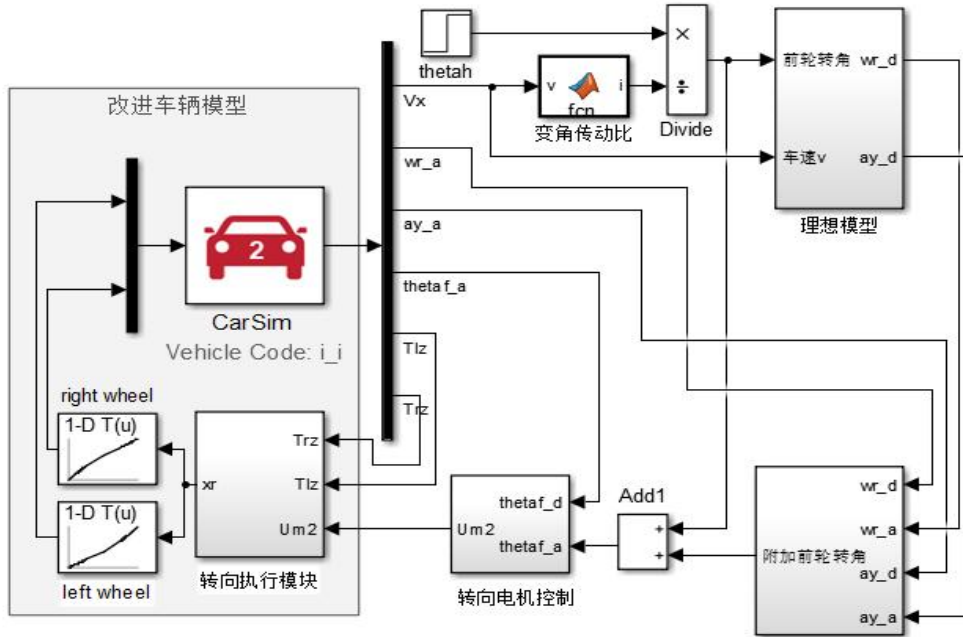 thetah
v
i
fcn
变角传动比
×
÷
Divide
前轮转角
wr_d
车速v
ay_d
理想模型
Vx
wr_a
ay_a
thetaf_a
Tlz
Trz
改进车辆模型
2
CarSim
Vehicle Code: i_i
right wheel
1-D T(u)
1-D T(u)
left wheel
xr
Trz
Tlz
Um2
转向执行模块
Um2
thetaf_d
thetaf_a
转向电机控制
Add1
+
+
附加前轮转角
wr_d
wr_a
ay_d
ay_a